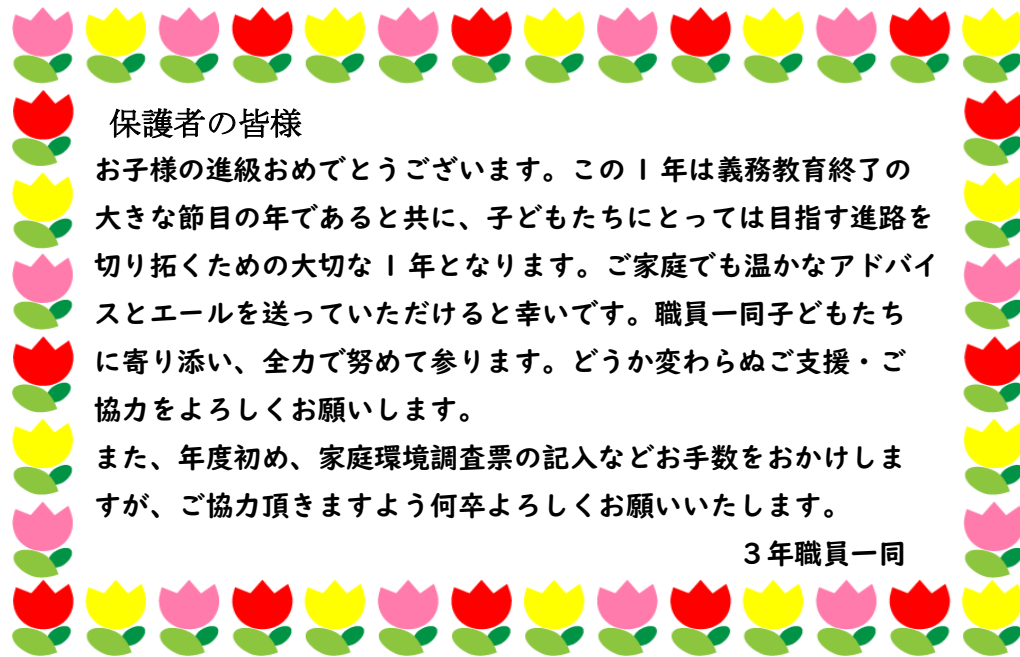 保護者の皆様
お子様の進級おめでとうございます。この1年は義務教育終了の
大きな節目の年であると共に、子どもたちにとっては目指す進路を
切り拓くための大切な1年となります。ご家庭でも温かなアドバイ
スとエールを送っていただけると幸いです。職員一同子どもたち
に寄り添い、全力で努めて参ります。どうか変わらぬご支援・ご
協力をよろしくお願いします。
また、年度初め、家庭環境調査票の記入などお手数をおかけしま
すが、ご協力頂きますよう何卒よろしくお願いいたします。
３年職員一同